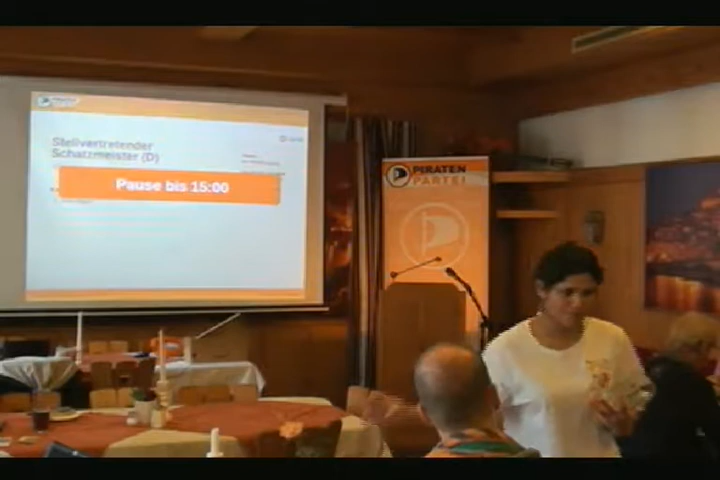 Stellvertretender
Schatzmeister (D)
Pause bis 15:00
PIRATEN
PARTEI